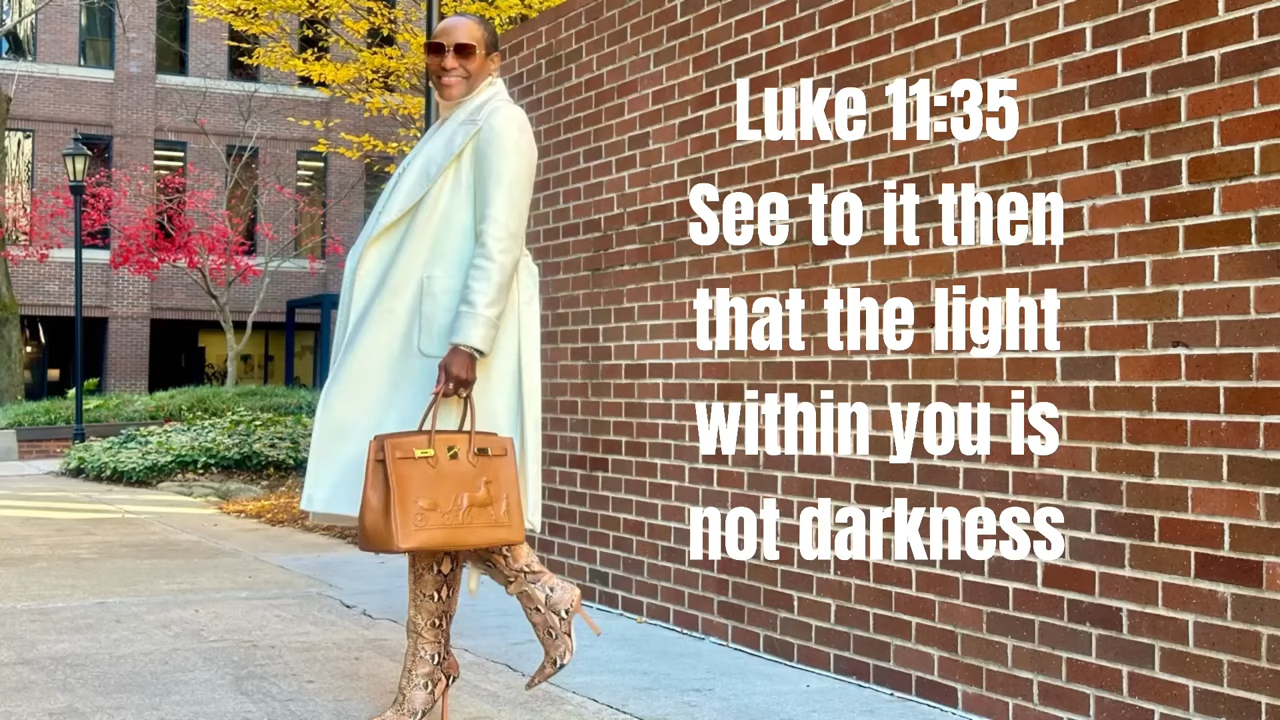 Luke 11:35
See to it then
that the light
within you is
not darkness